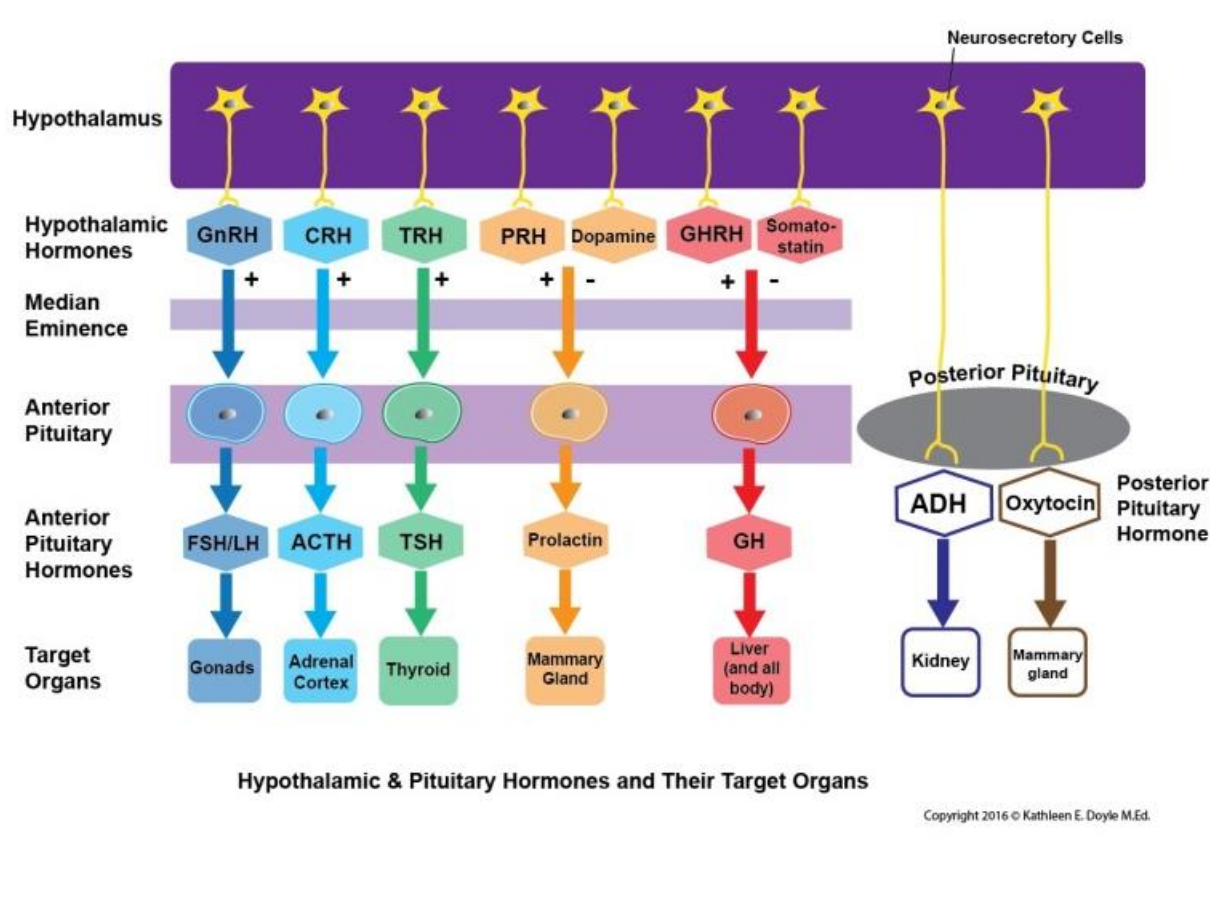 Neurosecretory Cells
Hypothalamus
Hypothalamic
Hormones
GnRH
CRH
TRH
PRH
Dopamine
GHRH
Somato-
statin
+
+
+
+
-
+
-
Median
Eminence
Posterior Pituitary
Anterior
Pituitary
Anterior
Pituitary
Hormones
FSH/LH
ACTH
TSH
Prolactin
GH
ADH
Oxytocin
Posterior
Pituitary
Hormone
Target
Organs
Gonads
Adrenal
Cortex
Thyroid
Mammary
Gland
Liver
(and all
body)
Kidney
Mammary
gland
Hypothalamic & Pituitary Hormones and Their Target Organs
Copyright 2016 © Kathleen E. Doyle M.Ed.